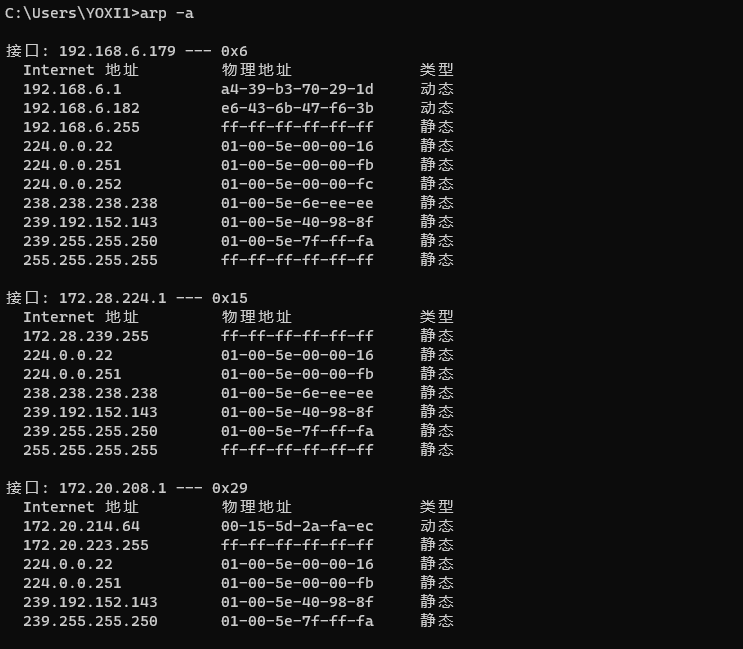 C:\Users\YOXI1>arp -a
接口: 192.168.6.179 --- 0x6
Internet 地址 物理地址 类型
192.168.6.1 a4-39-b3-70-29-1d 动态
192.168.6.182 e6-43-6b-47-f6-3b 动态
192.168.6.255 ff-ff-ff-ff-ff-ff 静态
224.0.0.22 01-00-5e-00-00-16 静态
224.0.0.251 01-00-5e-00-00-fb 静态
224.0.0.252 01-00-5e-00-00-fc 静态
238.238.238.238 01-00-5e-6e-ee-ee 静态
239.192.152.143 01-00-5e-40-98-8f 静态
239.255.255.250 01-00-5e-7f-ff-fa 静态
255.255.255.255 ff-ff-ff-ff-ff-ff 静态
接口: 172.28.224.1 --- 0x15
Internet 地址 物理地址 类型
172.28.239.255 ff-ff-ff-ff-ff-ff 静态
224.0.0.22 01-00-5e-00-00-16 静态
224.0.0.251 01-00-5e-00-00-fb 静态
238.238.238.238 01-00-5e-6e-ee-ee 静态
239.192.152.143 01-00-5e-40-98-8f 静态
239.255.255.250 01-00-5e-7f-ff-fa 静态
255.255.255.255 ff-ff-ff-ff-ff-ff 静态
接口: 172.20.208.1 --- 0x29
Internet 地址 物理地址 类型
172.20.214.64 00-15-5d-2a-fa-ec 动态
172.20.223.255 ff-ff-ff-ff-ff-ff 静态
224.0.0.22 01-00-5e-00-00-16 静态
224.0.0.251 01-00-5e-00-00-fb 静态
239.192.152.143 01-00-5e-40-98-8f 静态
239.255.255.250 01-00-5e-7f-ff-fa 静态